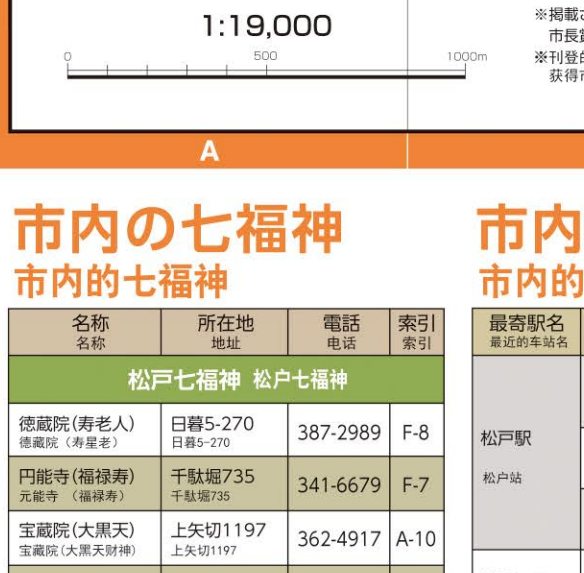 1:19,000
※掲載さ
市長
0 500 1000m
※刊登的
获得市
A
市内の七福神
市内的七福神
名称 所在地 電話 索引
名称 地址 电话 索引
松戸七福神 松户七福神
徳蔵院(寿老人) 日暮5-270 387-2989 F-8
德藏院（寿星老） 日暮5-270
円能寺(福禄寿) 千駄堀735 341-6679 F-7
元能寺 （福禄寿） 千駄堀735
宝蔵院(大黒天) 上矢切1197 362-4917 A-10
宝藏院(大黑天财神) 上矢切1197
市内
市内的
最寄駅名
最近的车站名
松戸駅
松户站